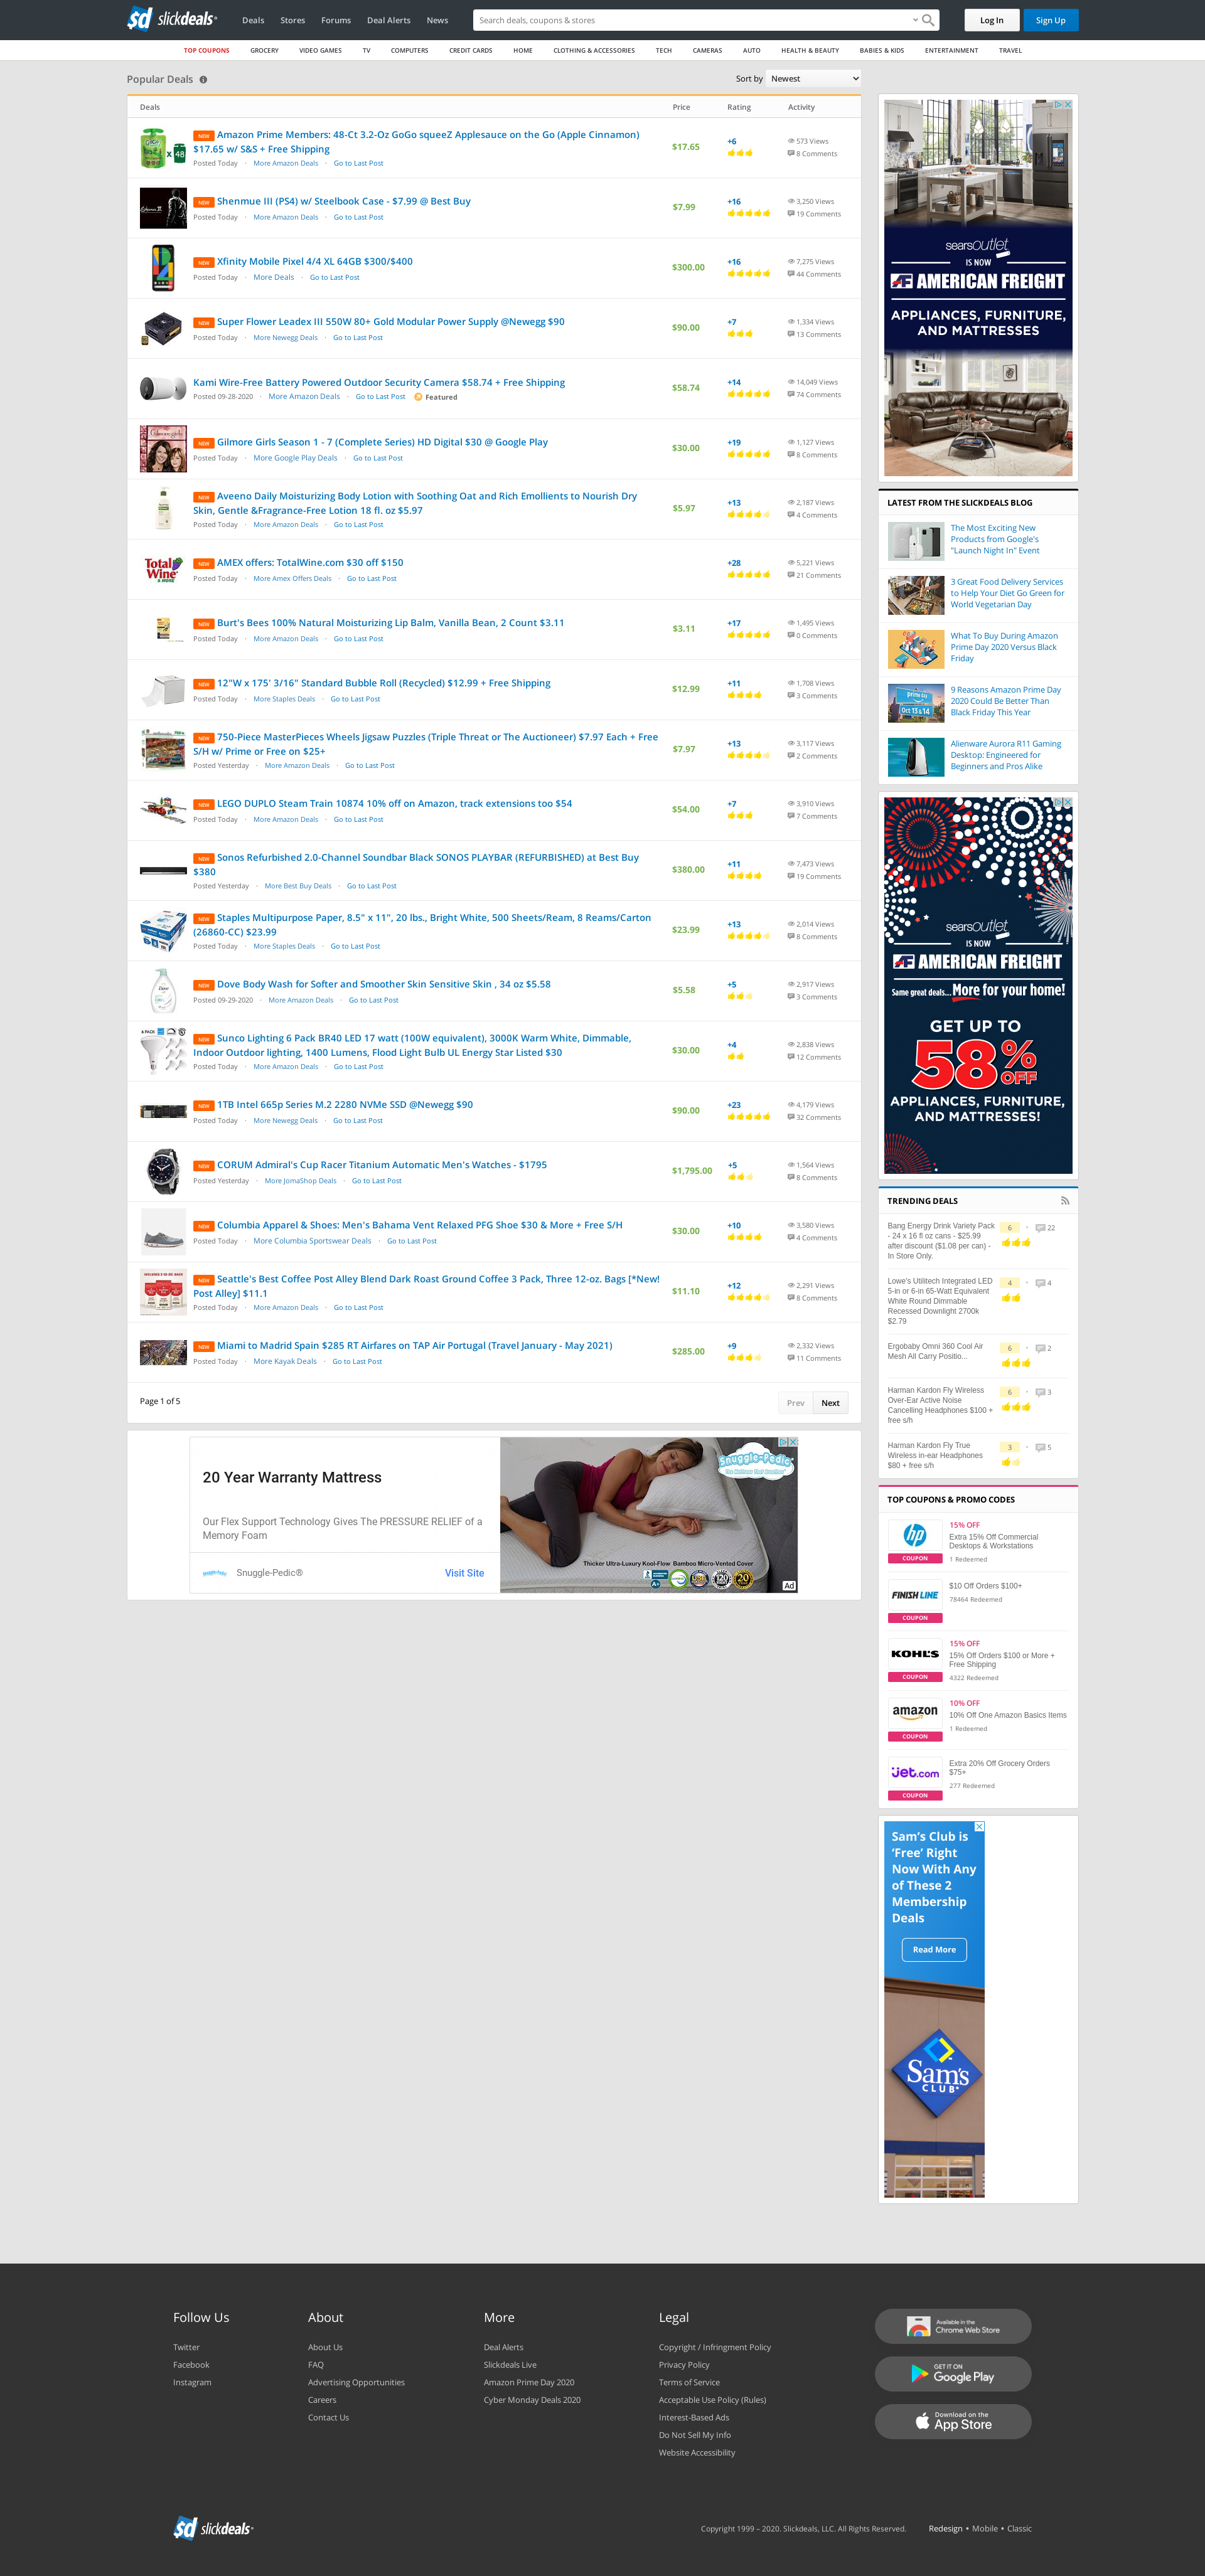 slickdeals
Deals Stores Forums Deal Alerts News
Search deals, coupons & stores
Log In Sign Up
TOP COUPONS GROCERY VIDEO GAMES TV COMPUTERS CREDIT CARDS HOME CLOTHING & ACCESSORIES TECH CAMERAS AUTO HEALTH & BEAUTY BABIES & KIDS ENTERTAINMENT TRAVEL
Popular Deals
Sort by Newest
Deals Price Rating Activity
NEW Amazon Prime Members: 48-Ct 3.2-Oz GoGo squeeZ Applesauce on the Go (Apple Cinnamon)
$17.65 w/ S&S + Free Shipping
Posted Today · More Amazon Deals · Go to Last Post
$17.65 +6 573 Views
8 Comments
x 48
NEW Shenmue III (PS4) w/ Steelbook Case - $7.99 @ Best Buy
Posted Today · More Amazon Deals · Go to Last Post
$7.99 +16 3,250 Views
19 Comments
NEW Xfinity Mobile Pixel 4/4 XL 64GB $300/$400
Posted Today · More Deals · Go to Last Post
$300.00 +16 7,275 Views
44 Comments
NEW Super Flower Leadex III 550W 80+ Gold Modular Power Supply @Newegg $90
Posted Today · More Newegg Deals · Go to Last Post
$90.00 +7 1,334 Views
13 Comments
Kami Wire-Free Battery Powered Outdoor Security Camera $58.74 + Free Shipping
Posted 09-28-2020 · More Amazon Deals · Go to Last Post Featured
$58.74 +14 14,049 Views
74 Comments
NEW Gilmore Girls Season 1 - 7 (Complete Series) HD Digital $30 @ Google Play
Posted Today · More Google Play Deals · Go to Last Post
$30.00 +19 1,127 Views
8 Comments
NEW Aveeno Daily Moisturizing Body Lotion with Soothing Oat and Rich Emollients to Nourish Dry
Skin, Gentle &Fragrance-Free Lotion 18 fl. oz $5.97
Posted Today · More Amazon Deals · Go to Last Post
$5.97 +13 2,187 Views
4 Comments
Total Wine & MORE
NEW AMEX offers: TotalWine.com $30 off $150
Posted Today · More Amex Offers Deals · Go to Last Post
+28 5,221 Views
21 Comments
NEW Burt's Bees 100% Natural Moisturizing Lip Balm, Vanilla Bean, 2 Count $3.11
Posted Today · More Amazon Deals · Go to Last Post
$3.11 +17 1,495 Views
0 Comments
NEW 12"W x 175' 3/16" Standard Bubble Roll (Recycled) $12.99 + Free Shipping
Posted Today · More Staples Deals · Go to Last Post
$12.99 +11 1,708 Views
3 Comments
NEW 750-Piece MasterPieces Wheels Jigsaw Puzzles (Triple Threat or The Auctioneer) $7.97 Each + Free
S/H w/ Prime or Free on $25+
Posted Yesterday · More Amazon Deals · Go to Last Post
$7.97 +13 3,117 Views
2 Comments
NEW LEGO DUPLO Steam Train 10874 10% off on Amazon, track extensions too $54
Posted Today · More Amazon Deals · Go to Last Post
$54.00 +7 3,910 Views
7 Comments
NEW Sonos Refurbished 2.0-Channel Soundbar Black SONOS PLAYBAR (REFURBISHED) at Best Buy
$380
Posted Yesterday · More Best Buy Deals · Go to Last Post
$380.00 +11 7,473 Views
19 Comments
NEW Staples Multipurpose Paper, 8.5" x 11", 20 lbs., Bright White, 500 Sheets/Ream, 8 Reams/Carton
(26860-CC) $23.99
Posted Today · More Staples Deals · Go to Last Post
$23.99 +13 2,014 Views
8 Comments
NEW Dove Body Wash for Softer and Smoother Skin Sensitive Skin , 34 oz $5.58
Posted 09-29-2020 · More Amazon Deals · Go to Last Post
$5.58 +5 2,917 Views
3 Comments
6 PACK
NEW Sunco Lighting 6 Pack BR40 LED 17 watt (100W equivalent), 3000K Warm White, Dimmable,
Indoor Outdoor lighting, 1400 Lumens, Flood Light Bulb UL Energy Star Listed $30
Posted Today · More Amazon Deals · Go to Last Post
$30.00 +4 2,838 Views
12 Comments
NEW 1TB Intel 665p Series M.2 2280 NVMe SSD @Newegg $90
Posted Today · More Newegg Deals · Go to Last Post
$90.00 +23 4,179 Views
32 Comments
NEW CORUM Admiral's Cup Racer Titanium Automatic Men's Watches - $1795
Posted Yesterday · More JomaShop Deals · Go to Last Post
$1,795.00 +5 1,564 Views
8 Comments
NEW Columbia Apparel & Shoes: Men's Bahama Vent Relaxed PFG Shoe $30 & More + Free S/H
Posted Today · More Columbia Sportswear Deals · Go to Last Post
$30.00 +10 3,580 Views
4 Comments
NEW Seattle's Best Coffee Post Alley Blend Dark Roast Ground Coffee 3 Pack, Three 12-oz. Bags [*New!
Post Alley] $11.1
Posted Today · More Amazon Deals · Go to Last Post
$11.10 +12 2,291 Views
8 Comments
NEW Miami to Madrid Spain $285 RT Airfares on TAP Air Portugal (Travel January - May 2021)
Posted Today · More Kayak Deals · Go to Last Post
$285.00 +9 2,332 Views
11 Comments
Page 1 of 5
Prev Next
20 Year Warranty Mattress
Our Flex Support Technology Gives The PRESSURE RELIEF of a
Memory Foam
Snuggle-Pedic® Visit Site
Snuggle-Pedic
Thicker Ultra-Luxury Kool-Flow Bamboo Micro-Vented Cover
Ad
searsoutlet
IS NOW
AMERICAN FREIGHT
APPLIANCES, FURNITURE,
AND MATTRESSES
LATEST FROM THE SLICKDEALS BLOG
The Most Exciting New
Products from Google's
"Launch Night In" Event
3 Great Food Delivery Services
to Help Your Diet Go Green for
World Vegetarian Day
What To Buy During Amazon
Prime Day 2020 Versus Black
Friday
prime day
Oct 13 & 14
9 Reasons Amazon Prime Day
2020 Could Be Better Than
Black Friday This Year
Alienware Aurora R11 Gaming
Desktop: Engineered for
Beginners and Pros Alike
searsoutlet
IS NOW
AMERICAN FREIGHT
Same great deals... More for your home!
GET UP TO
58% OFF
APPLIANCES, FURNITURE,
AND MATTRESSES!
TRENDING DEALS
Bang Energy Drink Variety Pack
- 24 x 16 fl oz cans - $25.99
after discount ($1.08 per can) -
In Store Only.
6 · 22
Lowe's Utilitech Integrated LED
5-in or 6-in 65-Watt Equivalent
White Round Dimmable
Recessed Downlight 2700k
$2.79
4 · 4
Ergobaby Omni 360 Cool Air
Mesh All Carry Positio...
6 · 2
Harman Kardon Fly Wireless
Over-Ear Active Noise
Cancelling Headphones $100 +
free s/h
6 · 3
Harman Kardon Fly True
Wireless in-ear Headphones
$80 + free s/h
3 · 5
TOP COUPONS & PROMO CODES
hp
COUPON
15% OFF
Extra 15% Off Commercial
Desktops & Workstations
1 Redeemed
FINISH LINE
COUPON
$10 Off Orders $100+
78464 Redeemed
KOHL'S
COUPON
15% OFF
15% Off Orders $100 or More +
Free Shipping
4322 Redeemed
amazon
COUPON
10% OFF
10% Off One Amazon Basics Items
1 Redeemed
jet.com
COUPON
Extra 20% Off Grocery Orders
$75+
277 Redeemed
Sam's Club is
'Free' Right
Now With Any
of These 2
Membership
Deals
Read More
Sam's
CLUB
Follow Us
Twitter
Facebook
Instagram
About
About Us
FAQ
Advertising Opportunities
Careers
Contact Us
More
Deal Alerts
Slickdeals Live
Amazon Prime Day 2020
Cyber Monday Deals 2020
Legal
Copyright / Infringment Policy
Privacy Policy
Terms of Service
Acceptable Use Policy (Rules)
Interest-Based Ads
Do Not Sell My Info
Website Accessibility
Available in the
Chrome Web Store
GET IT ON
Google Play
Download on the
App Store
slickdeals
Copyright 1999 – 2020. Slickdeals, LLC. All Rights Reserved.
Redesign • Mobile • Classic